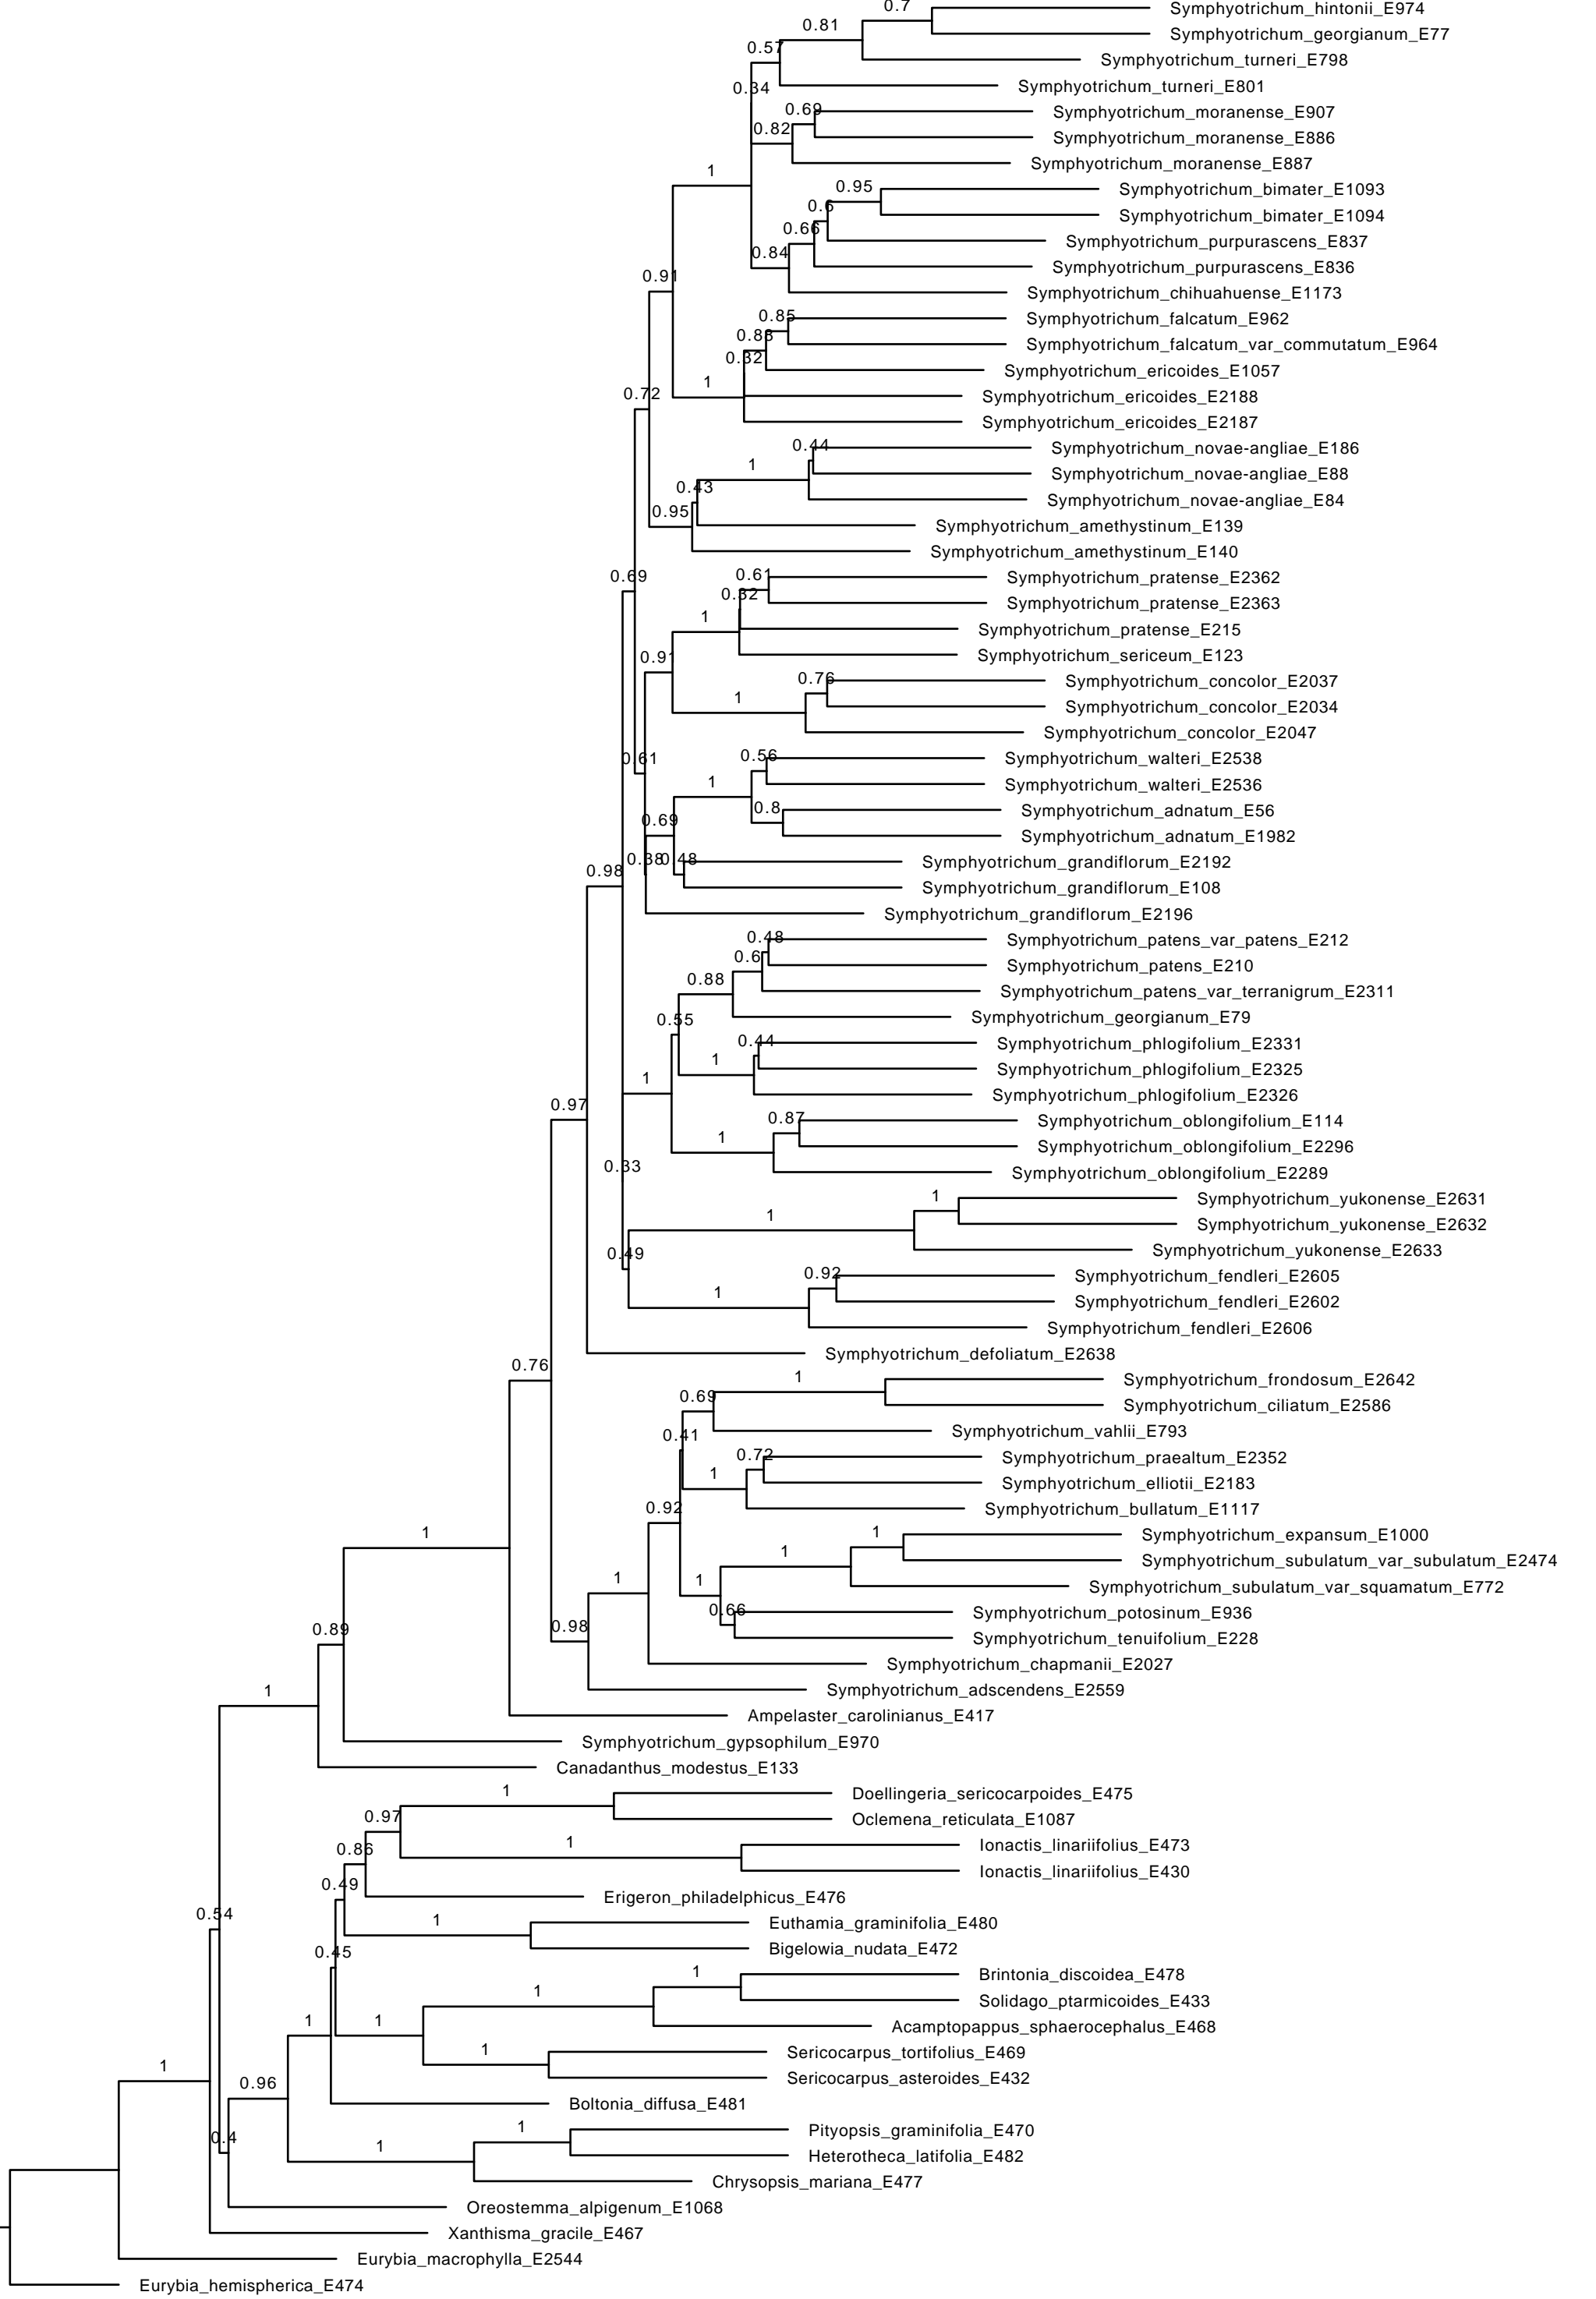 0.7
Symphyotrichum_hintonii_E974
0.81
Symphyotrichum_georgianum_E77
0.57
Symphyotrichum_turneri_E798
0.34
Symphyotrichum_turneri_E801
0.69
Symphyotrichum_moranense_E907
0.82
Symphyotrichum_moranense_E886
Symphyotrichum_moranense_E887
1
0.95
Symphyotrichum_bimater_E1093
0.6
Symphyotrichum_bimater_E1094
0.66
Symphyotrichum_purpurascens_E837
0.84
Symphyotrichum_purpurascens_E836
0.91
Symphyotrichum_chihuahuense_E1173
0.85
Symphyotrichum_falcatum_E962
0.83
Symphyotrichum_falcatum_var_commutatum_E964
0.32
Symphyotrichum_ericoides_E1057
1
0.72
Symphyotrichum_ericoides_E2188
Symphyotrichum_ericoides_E2187
0.44
Symphyotrichum_novae-angliae_E186
1
Symphyotrichum_novae-angliae_E88
0.43
Symphyotrichum_novae-angliae_E84
0.95
Symphyotrichum_amethystinum_E139
Symphyotrichum_amethystinum_E140
0.69
0.61
Symphyotrichum_pratense_E2362
0.32
Symphyotrichum_pratense_E2363
1
Symphyotrichum_pratense_E215
0.91
Symphyotrichum_sericeum_E123
0.76
Symphyotrichum_concolor_E2037
1
Symphyotrichum_concolor_E2034
Symphyotrichum_concolor_E2047
0.61
0.56
Symphyotrichum_walteri_E2538
1
Symphyotrichum_walteri_E2536
0.8
Symphyotrichum_adnatum_E56
0.69
Symphyotrichum_adnatum_E1982
0.98
0.38
0.48
Symphyotrichum_grandiflorum_E2192
Symphyotrichum_grandiflorum_E108
Symphyotrichum_grandiflorum_E2196
0.48
Symphyotrichum_patens_var_patens_E212
0.6
Symphyotrichum_patens_E210
0.88
Symphyotrichum_patens_var_terranigrum_E2311
0.55
Symphyotrichum_georgianum_E79
0.44
Symphyotrichum_phlogifolium_E2331
1
1
Symphyotrichum_phlogifolium_E2325
0.97
Symphyotrichum_phlogifolium_E2326
0.87
Symphyotrichum_oblongifolium_E114
1
Symphyotrichum_oblongifolium_E2296
0.33
Symphyotrichum_oblongifolium_E2289
1
Symphyotrichum_yukonense_E2631
1
Symphyotrichum_yukonense_E2632
0.49
Symphyotrichum_yukonense_E2633
0.92
Symphyotrichum_fendleri_E2605
1
Symphyotrichum_fendleri_E2602
Symphyotrichum_fendleri_E2606
0.76
Symphyotrichum_defoliatum_E2638
1
Symphyotrichum_frondosum_E2642
0.69
Symphyotrichum_ciliatum_E2586
0.41
Symphyotrichum_vahlii_E793
0.72
Symphyotrichum_praealtum_E2352
1
Symphyotrichum_elliotii_E2183
0.92
Symphyotrichum_bullatum_E1117
1
1
Symphyotrichum_expansum_E1000
1
Symphyotrichum_subulatum_var_subulatum_E2474
1
1
Symphyotrichum_subulatum_var_squamatum_E772
0.66
Symphyotrichum_potosinum_E936
0.89
0.98
Symphyotrichum_tenuifolium_E228
Symphyotrichum_chapmanii_E2027
1
Symphyotrichum_adscendens_E2559
Ampelaster_carolinianus_E417
Symphyotrichum_gypsophilum_E970
Canadanthus_modestus_E133
1
Doellingeria_sericocarpoides_E475
0.97
Oclemena_reticulata_E1087
0.86
1
Ionactis_linariifolius_E473
0.49
Ionactis_linariifolius_E430
0.54
Erigeron_philadelphicus_E476
1
Euthamia_graminifolia_E480
0.45
Bigelowia_nudata_E472
1
Brintonia_discoidea_E478
1
Solidago_ptarmicoides_E433
1
1
Acamptopappus_sphaerocephalus_E468
1
1
Sericocarpus_tortifolius_E469
0.96
Sericocarpus_asteroides_E432
Boltonia_diffusa_E481
0.4
1
Pityopsis_graminifolia_E470
1
Heterotheca_latifolia_E482
Chrysopsis_mariana_E477
Oreostemma_alpigenum_E1068
Xanthisma_gracile_E467
Eurybia_macrophylla_E2544
Eurybia_hemispherica_E474